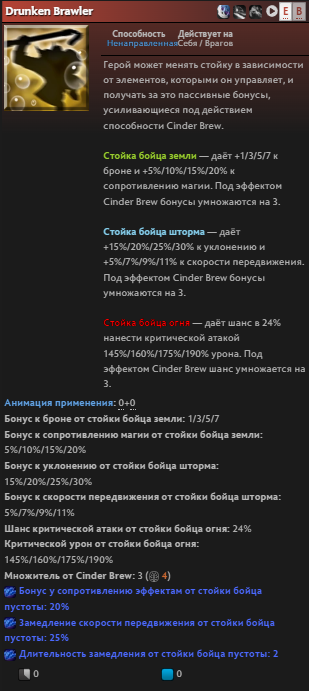 Drunken Brawler E B
Способность Действует на
Ненаправленная Себя / Врагов
Герой может менять стойку в зависимости
от элементов, которыми он управляет, и
получать за это пассивные бонусы,
усиливающиеся под действием
способности Cinder Brew.
Стойка бойца земли — даёт +1/3/5/7 к
броне и +5%/10%/15%/20% к
сопротивлению магии. Под эффектом
Cinder Brew бонусы умножаются на 3.
Стойка бойца шторма — даёт
+15%/20%/25%/30% к уклонению и
+5%/7%/9%/11% к скорости передвижения.
Под эффектом Cinder Brew бонусы
умножаются на 3.
Стойка бойца огня — даёт шанс в 24%
нанести критической атакой
145%/160%/175%/190% урона. Под
эффектом Cinder Brew шанс умножается на
3.
Анимация применения: 0+0
Бонус к броне от стойки бойца земли: 1/3/5/7
Бонус к сопротивлению магии от стойки бойца земли:
5%/10%/15%/20%
Бонус к уклонению от стойки бойца шторма:
15%/20%/25%/30%
Бонус к скорости передвижения от стойки бойца шторма:
5%/7%/9%/11%
Шанс критической атаки от стойки бойца огня: 24%
Критический урон от стойки бойца огня:
145%/160%/175%/190%
Множитель от Cinder Brew: 3 (4)
Бонус у сопротивлению эффектам от стойки бойца
пустоты: 20%
Замедление скорости передвижения от стойки бойца
пустоты: 25%
Длительность замедления от стойки бойца пустоты: 2
0 0